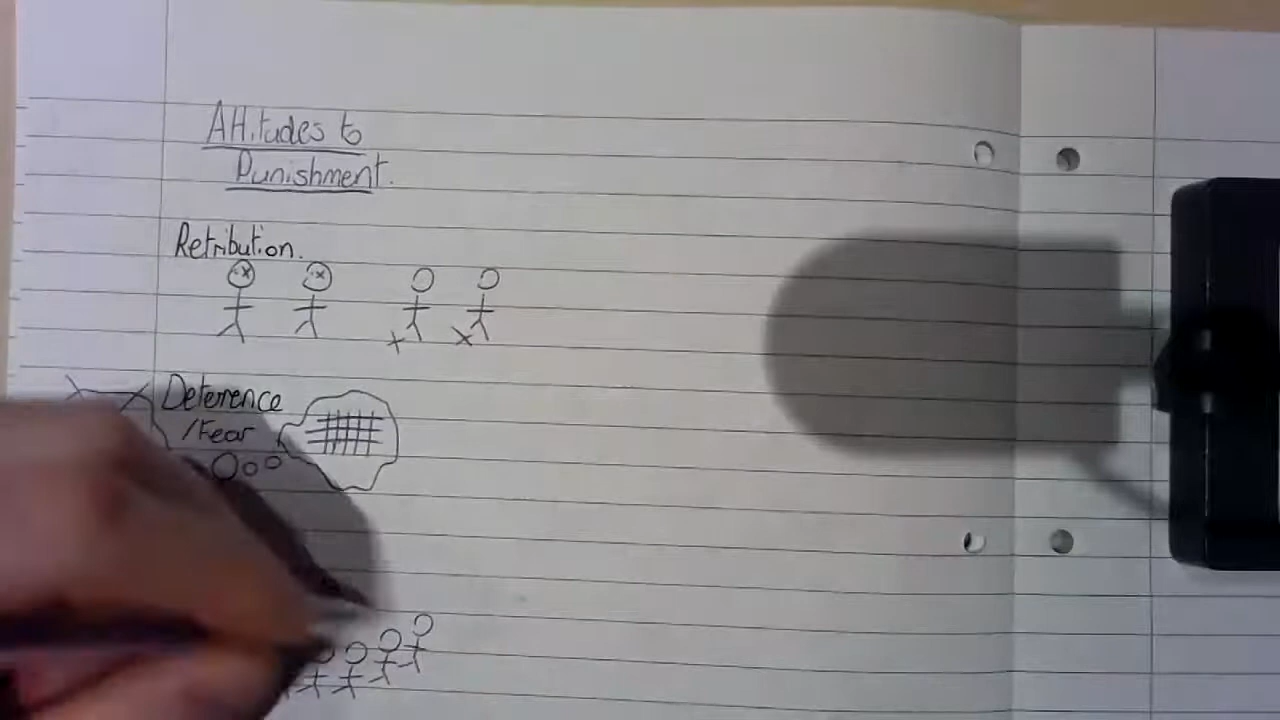 Attitudes to
Punishment.
Retribution.
Deterence
/Fear